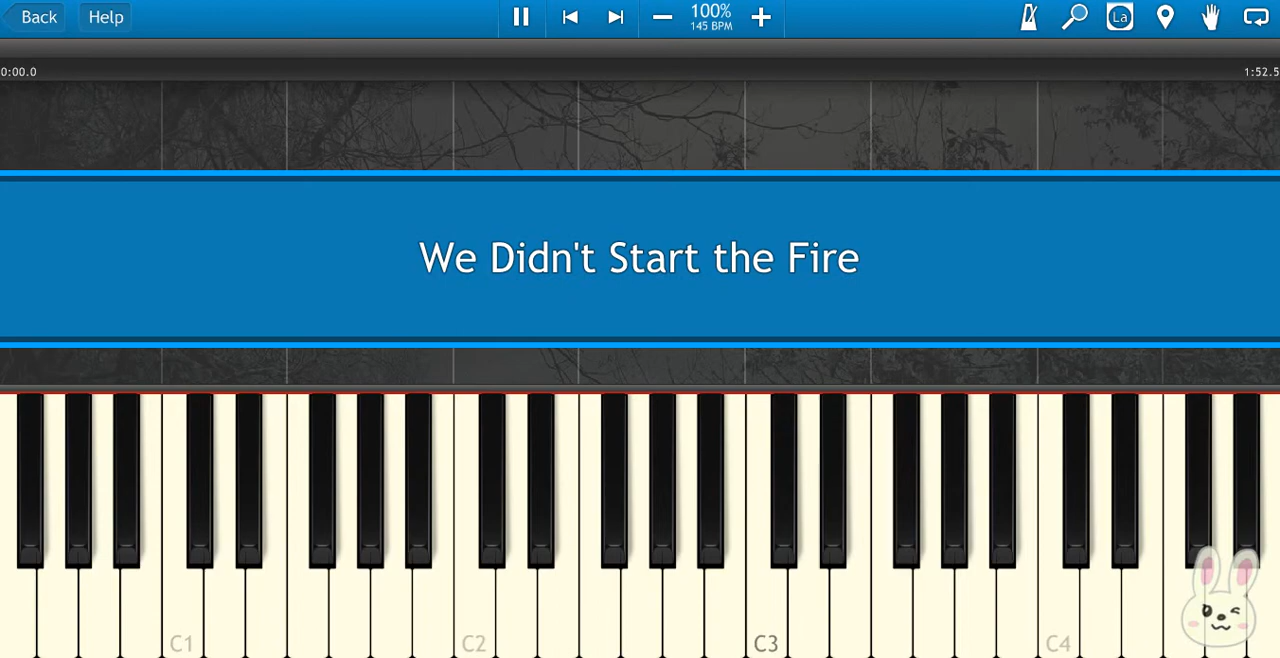 Back Help 100% La
145 BPM
0:00.0 1:52.5
We Didn't Start the Fire
C1 C2 C3 C4